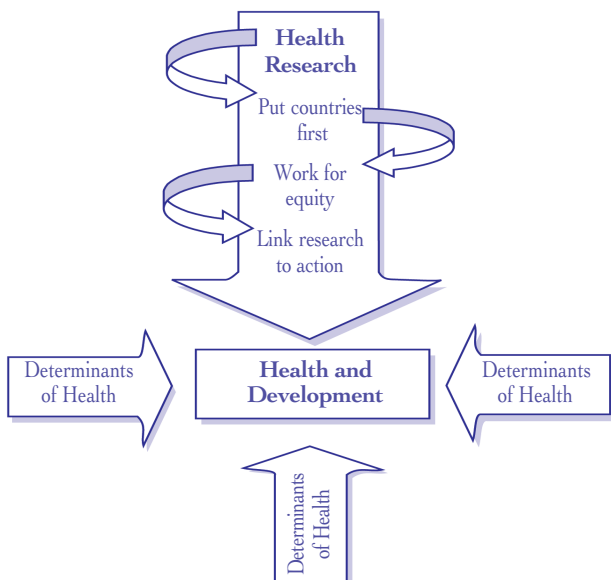 Health
Research
Put countries
first
Work for
equity
Link research
to action
Determinants
of Health
Health and
Development
Determinants
of Health
Determinants
of Health